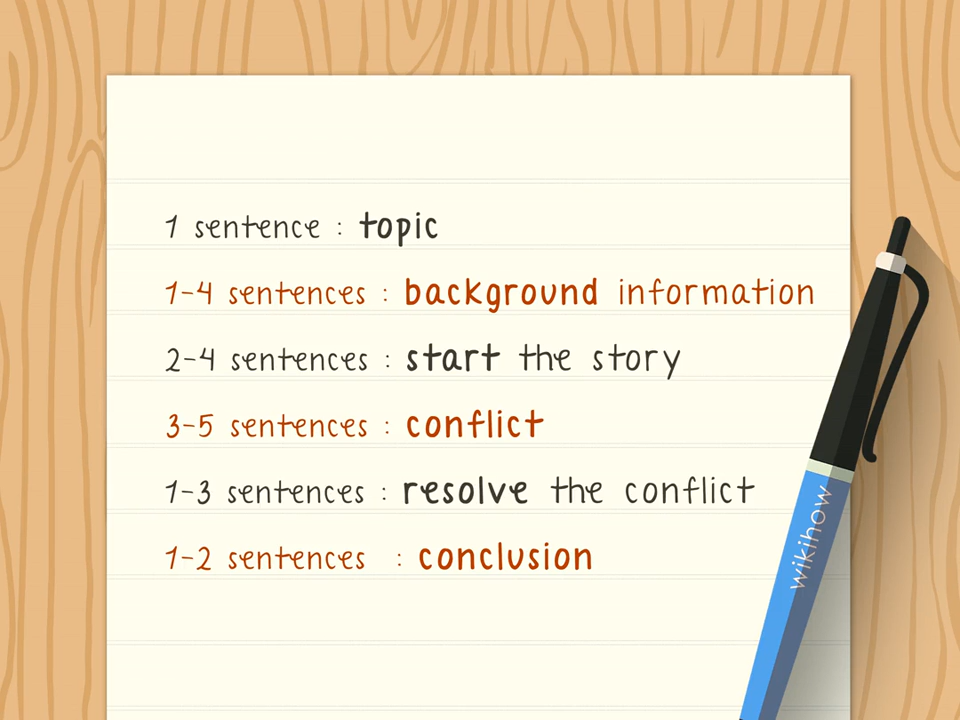 1 sentence : topic
1-4 sentences : background information
2-4 sentences : start the story
3-5 sentences : conflict
1-3 sentences : resolve the conflict
1-2 sentences : conclusion
wikihow